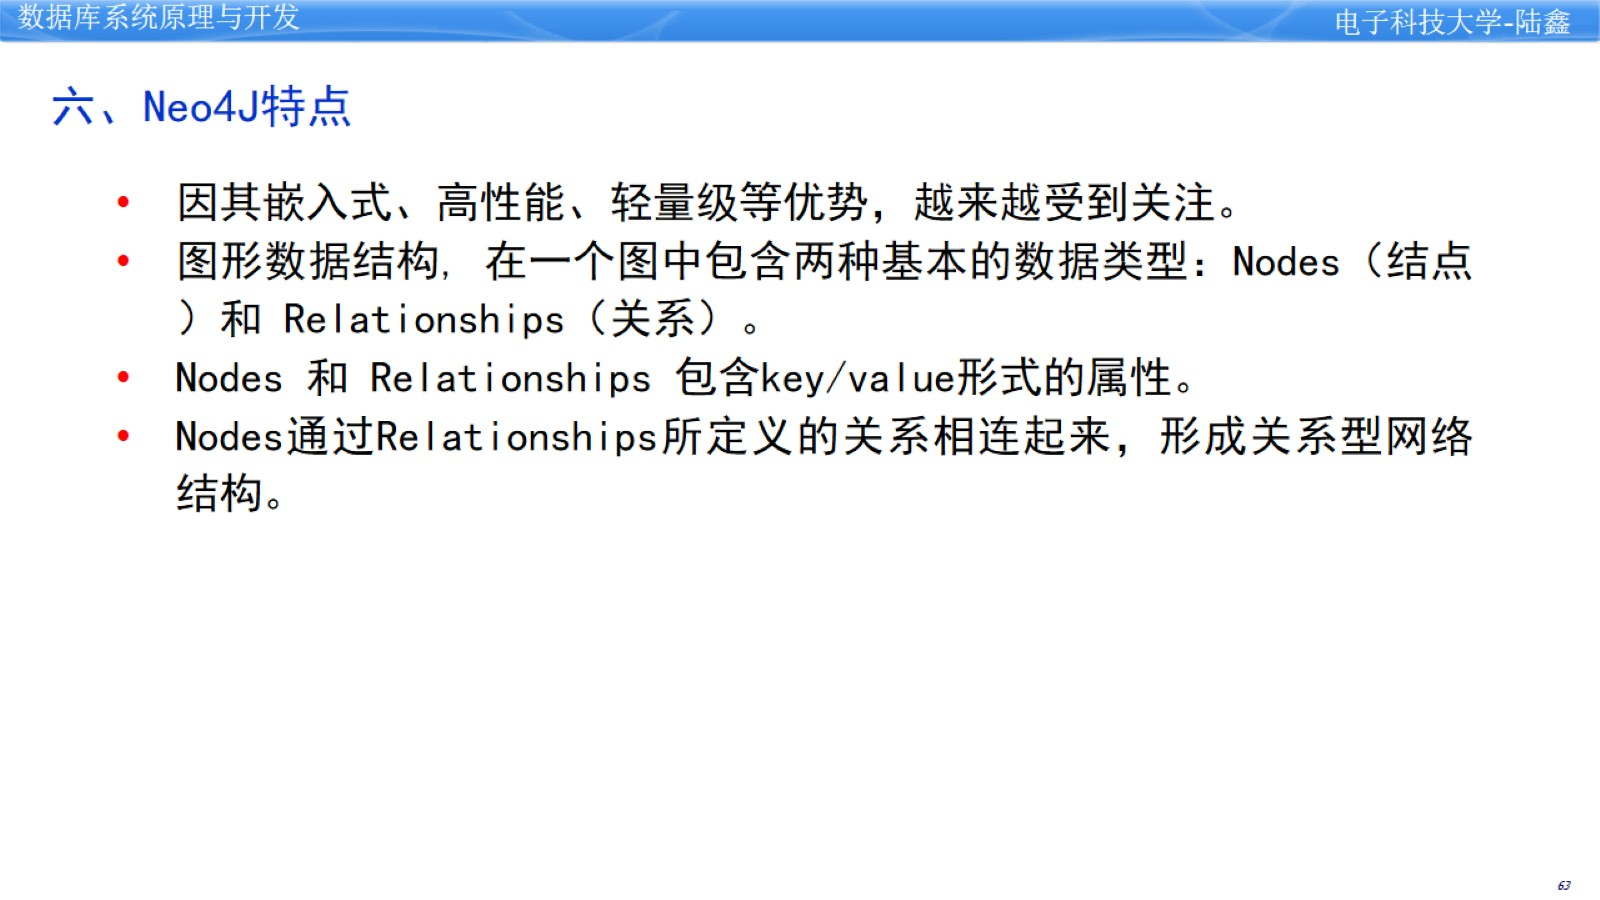 数据库系统原理与开发
电子科技大学-陆鑫
六、Neo4J特点
• 因其嵌入式、高性能、轻量级等优势，越来越受到关注。
• 图形数据结构, 在一个图中包含两种基本的数据类型：Nodes（结点
）和 Relationships（关系）。
• Nodes 和 Relationships 包含key/value形式的属性。
• Nodes通过Relationships所定义的关系相连起来，形成关系型网络
结构。
63